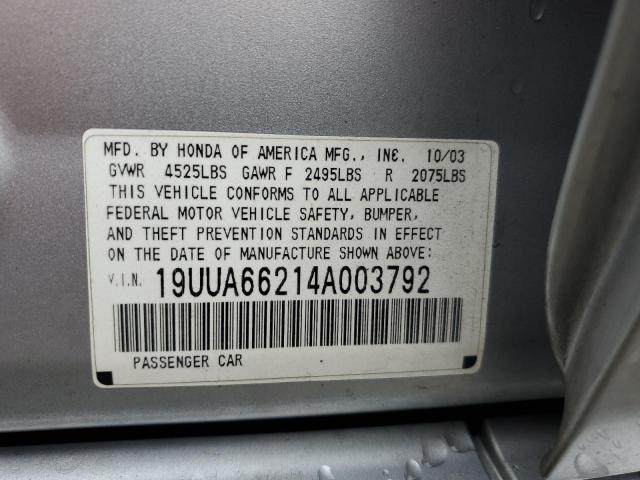 MFD. BY HONDA OF AMERICA MFG., INC. 10/03
GVWR 4525LBS GAWR F 2495LBS R 2075LBS
THIS VEHICLE CONFORMS TO ALL APPLICABLE
FEDERAL MOTOR VEHICLE SAFETY, BUMPER,
AND THEFT PREVENTION STANDARDS IN EFFECT
ON THE DATE OF MANUFACTURE SHOWN ABOVE:
V.I.N. 19UUA66214A003792
PASSENGER CAR